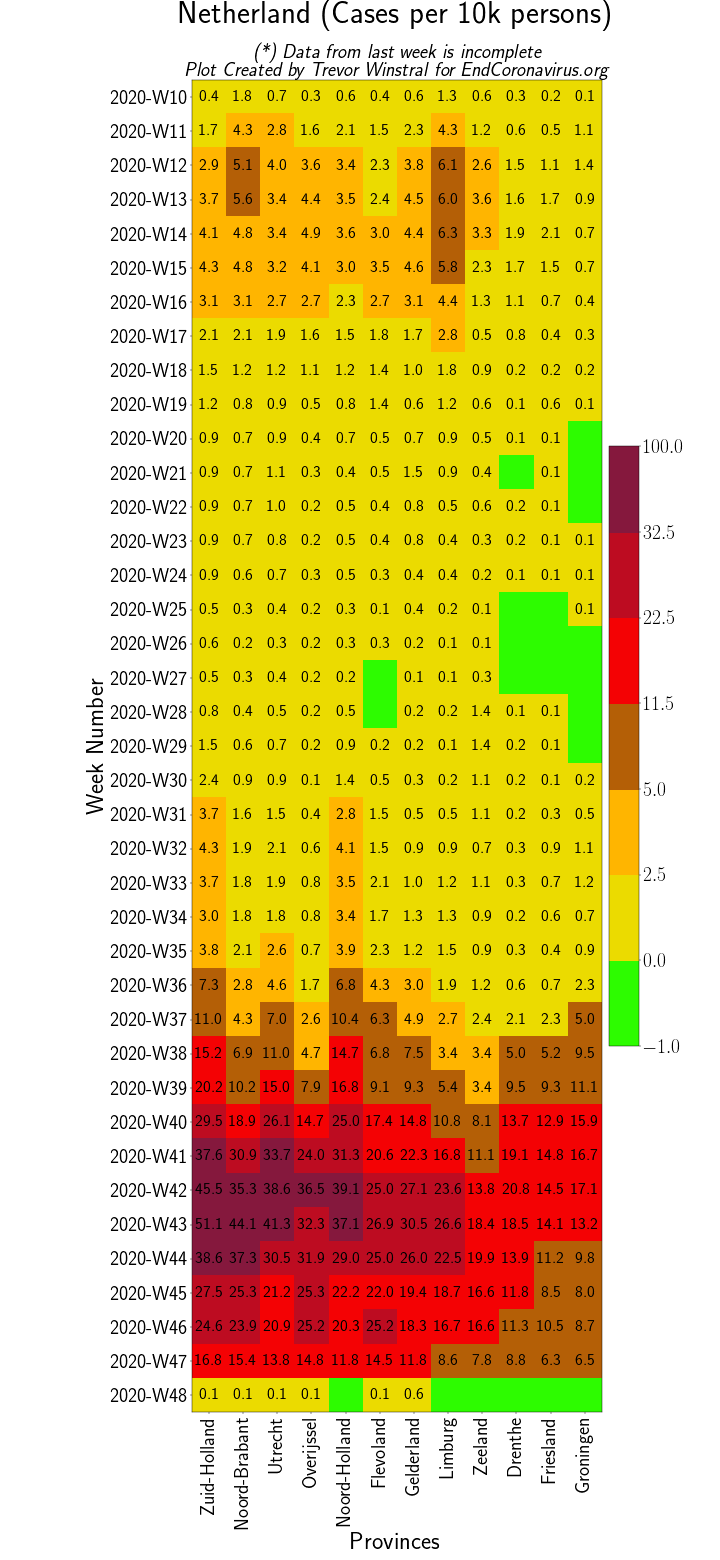 Netherland (Cases per 10k persons)
(*) Data from last week is incomplete
Plot Created by Trevor Winstral for EndCoronavirus.org
2020-W10 0.4 1.8 0.7 0.3 0.6 0.4 0.6 1.3 0.6 0.3 0.2 0.1
2020-W11 1.7 4.3 2.8 1.6 2.1 1.5 2.3 4.3 1.2 0.6 0.5 1.1
2020-W12 2.9 5.1 4.0 3.6 3.4 2.3 3.8 6.1 2.6 1.5 1.1 1.4
2020-W13 3.7 5.6 3.4 4.4 3.5 2.4 4.5 6.0 3.6 1.6 1.7 0.9
2020-W14 4.1 4.8 3.4 4.9 3.6 3.0 4.4 6.3 3.3 1.9 2.1 0.7
2020-W15 4.3 4.8 3.2 4.1 3.0 3.5 4.6 5.8 2.3 1.7 1.5 0.7
2020-W16 3.1 3.1 2.7 2.7 2.3 2.7 3.1 4.4 1.3 1.1 0.7 0.4
2020-W17 2.1 2.1 1.9 1.6 1.5 1.8 1.7 2.8 0.5 0.8 0.4 0.3
2020-W18 1.5 1.2 1.2 1.1 1.2 1.4 1.0 1.8 0.9 0.2 0.2 0.2
2020-W19 1.2 0.8 0.9 0.5 0.8 1.4 0.6 1.2 0.6 0.1 0.6 0.1
2020-W20 0.9 0.7 0.9 0.4 0.7 0.5 0.7 0.9 0.5 0.1 0.1
2020-W21 0.9 0.7 1.1 0.3 0.4 0.5 1.5 0.9 0.4 0.1
2020-W22 0.9 0.7 1.0 0.2 0.5 0.4 0.8 0.5 0.6 0.2 0.1
2020-W23 0.9 0.7 0.8 0.2 0.5 0.4 0.8 0.4 0.3 0.2 0.1 0.1
2020-W24 0.9 0.6 0.7 0.3 0.5 0.3 0.4 0.4 0.2 0.1 0.1 0.1
2020-W25 0.5 0.3 0.4 0.2 0.3 0.1 0.4 0.2 0.1 0.1
2020-W26 0.6 0.2 0.3 0.2 0.3 0.3 0.2 0.1 0.1
2020-W27 0.5 0.3 0.4 0.2 0.2 0.1 0.1 0.3
2020-W28 0.8 0.4 0.5 0.2 0.5 0.2 0.2 1.4 0.1 0.1
2020-W29 1.5 0.6 0.7 0.2 0.9 0.2 0.2 0.1 1.4 0.2 0.1
2020-W30 2.4 0.9 0.9 0.1 1.4 0.5 0.3 0.2 1.1 0.2 0.1 0.2
2020-W31 3.7 1.6 1.5 0.4 2.8 1.5 0.5 0.5 1.1 0.2 0.3 0.5
2020-W32 4.3 1.9 2.1 0.6 4.1 1.5 0.9 0.9 0.7 0.3 0.9 1.1
2020-W33 3.7 1.8 1.9 0.8 3.5 2.1 1.0 1.2 1.1 0.3 0.7 1.2
2020-W34 3.0 1.8 1.8 0.8 3.4 1.7 1.3 1.3 0.9 0.2 0.6 0.7
2020-W35 3.8 2.1 2.6 0.7 3.9 2.3 1.2 1.5 0.9 0.3 0.4 0.9
2020-W36 7.3 2.8 4.6 1.7 6.8 4.3 3.0 1.9 1.2 0.6 0.7 2.3
2020-W37 11.0 4.3 7.0 2.6 10.4 6.3 4.9 2.7 2.4 2.1 2.3 5.0
2020-W38 15.2 6.9 11.0 4.7 14.7 6.8 7.5 3.4 3.4 5.0 5.2 9.5
2020-W39 20.2 10.2 15.0 7.9 16.8 9.1 9.3 5.4 3.4 9.5 9.3 11.1
2020-W40 29.5 18.9 26.1 14.7 25.0 17.4 14.8 10.8 8.1 13.7 12.9 15.9
2020-W41 37.6 30.9 33.7 24.0 31.3 20.6 22.3 16.8 11.1 19.1 14.8 16.7
2020-W42 45.5 35.3 38.6 36.5 39.1 25.0 27.1 23.6 13.8 20.8 14.5 17.1
2020-W43 51.1 44.1 41.3 32.3 37.1 26.9 30.5 26.6 18.4 18.5 14.1 13.2
2020-W44 38.6 37.3 30.5 31.9 29.0 25.0 26.0 22.5 19.9 13.9 11.2 9.8
2020-W45 27.5 25.3 21.2 25.3 22.2 22.0 19.4 18.7 16.6 11.8 8.5 8.0
2020-W46 24.6 23.9 20.9 25.2 20.3 25.2 18.3 16.7 16.6 11.3 10.5 8.7
2020-W47 16.8 15.4 13.8 14.8 11.8 14.5 11.8 8.6 7.8 8.8 6.3 6.5
2020-W48 0.1 0.1 0.1 0.1 0.1 0.6
Zuid-Holland
Noord-Brabant
Utrecht
Overijssel
Noord-Holland
Flevoland
Gelderland
Limburg
Zeeland
Drenthe
Friesland
Groningen
Provinces
Week Number
100.0
32.5
22.5
11.5
5.0
2.5
0.0
−1.0